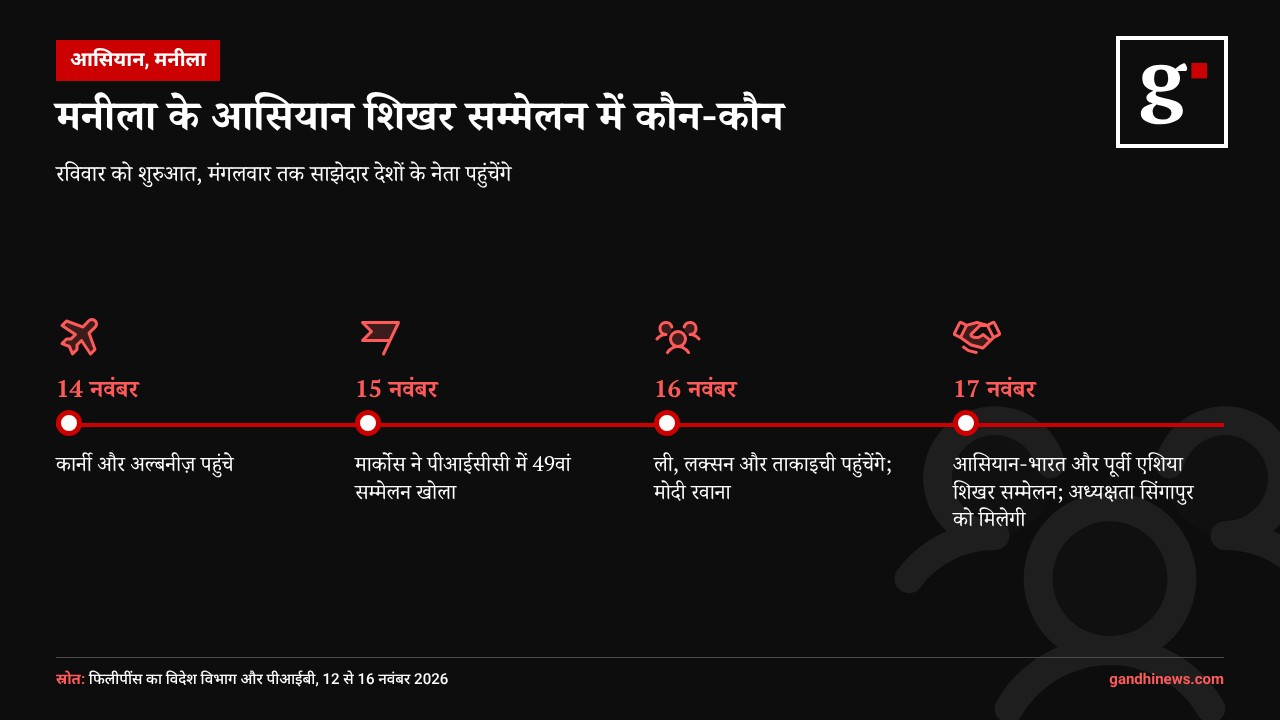 आसियान, मनीला
मनीला के आसियान शिखर सम्मेलन में कौन-कौन
रविवार को शुरुआत, मंगलवार तक साझेदार देशों के नेता पहुंचेंगे
g
14 नवंबर
कार्नी और अल्बनीज़ पहुंचे
15 नवंबर
मार्कोस ने पीआईसीसी में 49वां
सम्मेलन खोला
16 नवंबर
ली, लक्सन और ताकाइची पहुंचेंगे;
मोदी रवाना
17 नवंबर
आसियान-भारत और पूर्वी एशिया
शिखर सम्मेलन; अध्यक्षता सिंगापुर
को मिलेगी
स्रोत: फिलीपींस का विदेश विभाग और पीआईबी, 12 से 16 नवंबर 2026
gandhinews.com